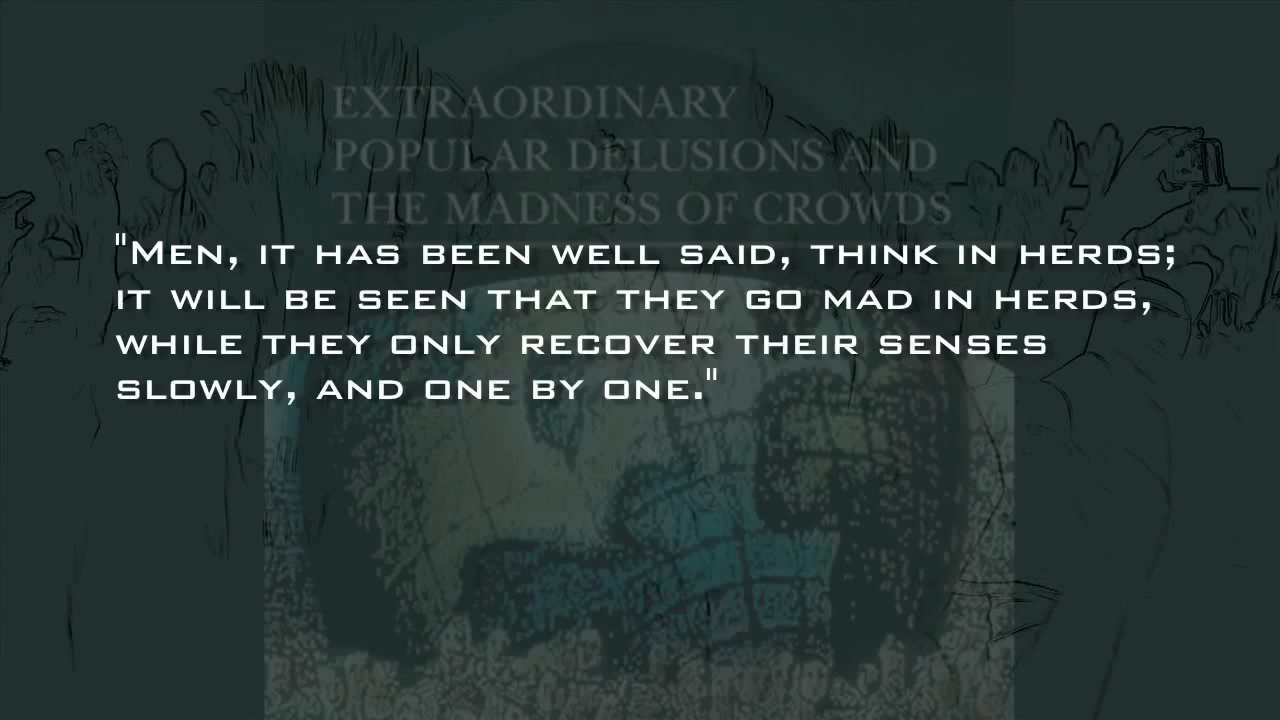 EXTRAORDINARY
POPULAR DELUSIONS AND
THE MADNESS OF CROWDS
"Men, it has been well said, think in herds;
it will be seen that they go mad in herds,
while they only recover their senses
slowly, and one by one."